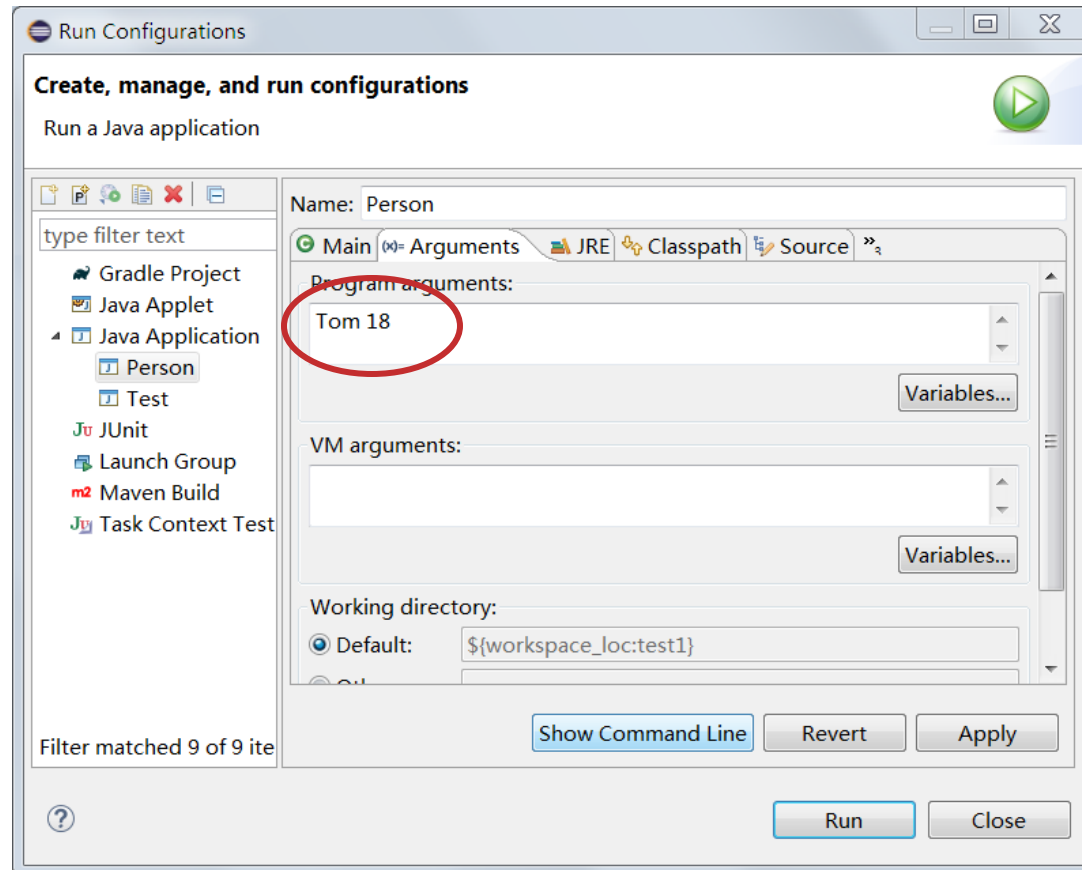 Run Configurations
Create, manage, and run configurations
Run a Java application
type filter text
Gradle Project
Java Applet
Java Application
Person
Test
JUnit
Launch Group
Maven Build
Task Context Test
Filter matched 9 of 9 ite
Name: Person
Main (x)= Arguments JRE Classpath Source »3
Program arguments:
Tom 18
Variables...
VM arguments:
Variables...
Working directory:
Default: ${workspace_loc:test1}
Show Command Line Revert Apply
Run Close